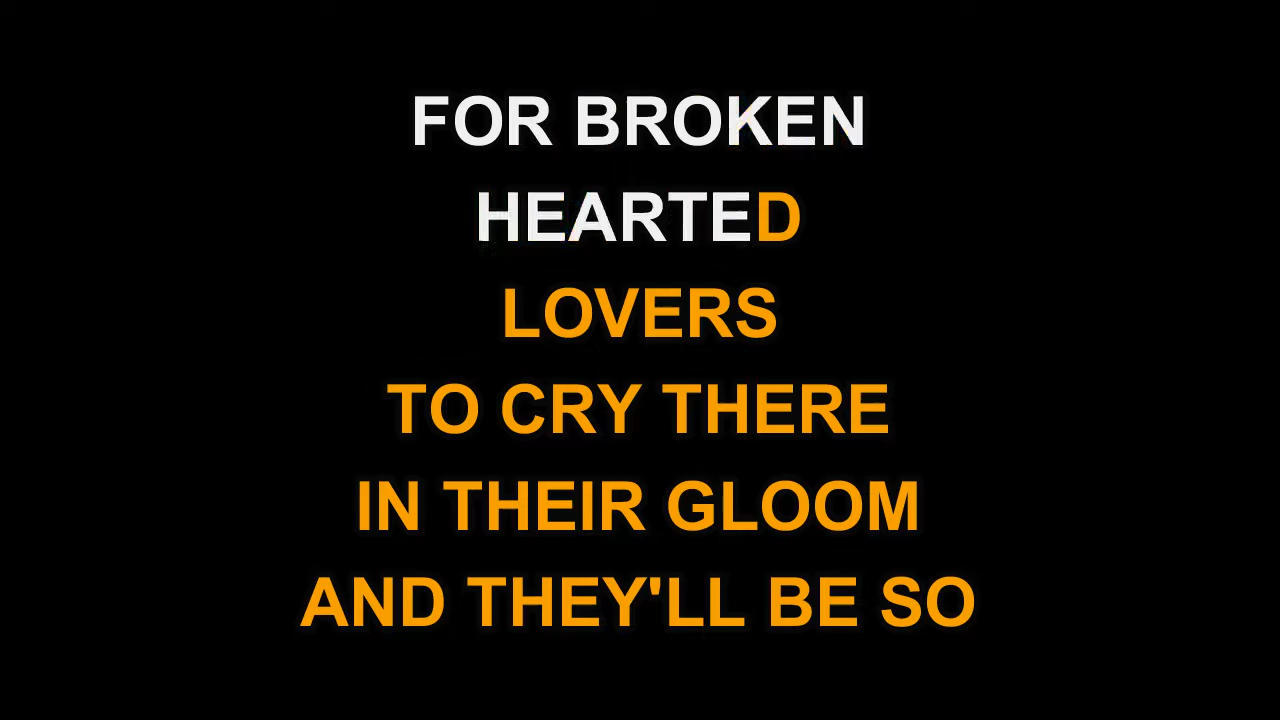 FOR BROKEN
HEARTED
LOVERS
TO CRY THERE
IN THEIR GLOOM
AND THEY'LL BE SO